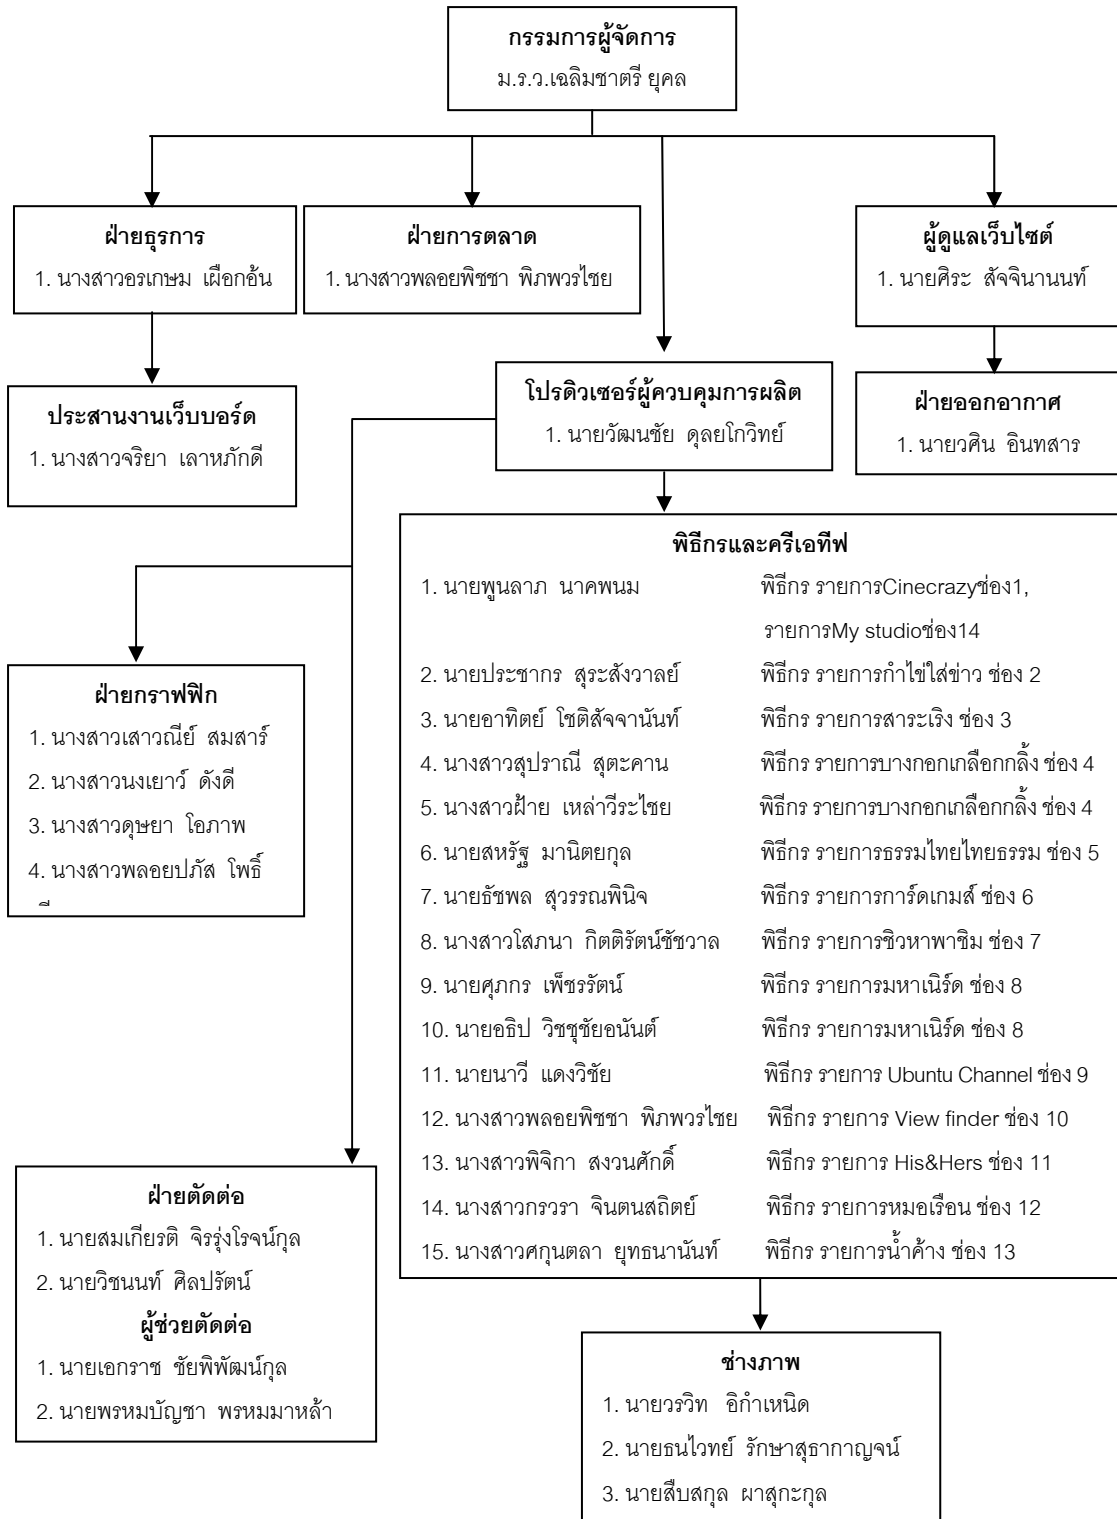 กรรมการผู้จัดการ
ม.ร.ว.เฉลิมชาตรี ยุคล
ฝ่ายธุรการ
1. นางสาวอรเกษม เผือกอ้น
ฝ่ายการตลาด
1. นางสาวพลอยพิชชา พิภพวรไชย
ผู้ดูแลเว็บไซต์
1. นายศิระ สัจจินานนท์
ประสานงานเว็บบอร์ด
1. นางสาวจริยา เลาหภักดี
โปรดิวเซอร์ผู้ควบคุมการผลิต
1. นายวัฒนชัย ดุลยโกวิทย์
ฝ่ายออกอากาศ
1. นายวศิน อินทสาร
พิธีกรและครีเอทีฟ
1. นายพูนลาภ นาคพนม พิธีกร รายการCinecrazyช่อง1,
รายการMy studioช่อง14
2. นายประชากร สุระสังวาลย์ พิธีกร รายการกำไข่ใส่ข่าว ช่อง 2
3. นายอาทิตย์ โชติสัจจานันท์ พิธีกร รายการสาระเริง ช่อง 3
4. นางสาวสุปราณี สุตะคาน พิธีกร รายการบางกอกเกลือกกลิ้ง ช่อง 4
5. นางสาวฝ้าย เหล่าวีระไชย พิธีกร รายการบางกอกเกลือกกลิ้ง ช่อง 4
6. นายสหรัฐ มานิตยกุล พิธีกร รายการธรรมไทยไทยธรรม ช่อง 5
7. นายธัชพล สุวรรณพินิจ พิธีกร รายการการ์ดเกมส์ ช่อง 6
8. นางสาวโสภนา กิตติรัตน์ชัชวาล พิธีกร รายการชิวหาพาชิม ช่อง 7
9. นายศุภกร เพ็ชรรัตน์ พิธีกร รายการมหาเนิร์ด ช่อง 8
10. นายอธิป วิชชุชัยอนันต์ พิธีกร รายการมหาเนิร์ด ช่อง 8
11. นายนาวี แดงวิชัย พิธีกร รายการ Ubuntu Channel ช่อง 9
12. นางสาวพลอยพิชชา พิภพวรไชย พิธีกร รายการ View finder ช่อง 10
13. นางสาวพิจิกา สงวนศักดิ์ พิธีกร รายการ His&Hers ช่อง 11
14. นางสาวกรวรา จินตนสถิตย์ พิธีกร รายการหมอเรือน ช่อง 12
15. นางสาวศกุนตลา ยุทธนานันท์ พิธีกร รายการน้ำค้าง ช่อง 13
ฝ่ายกราฟฟิก
1. นางสาวเสาวณีย์ สมสาร์
2. นางสาวนงเยาว์ ดังดี
3. นางสาวดุษยา โอภาพ
4. นางสาวพลอยปภัส โพธิ์
ฝ่ายตัดต่อ
1. นายสมเกียรติ จิรรุ่งโรจน์กุล
2. นายวิชนนท์ ศิลปรัตน์
ผู้ช่วยตัดต่อ
1. นายเอกราช ชัยพิพัฒน์กุล
2. นายพรหมบัญชา พรหมมาหล้า
ช่างภาพ
1. นายวรวิท อิกำเหนิด
2. นายธนไวทย์ รักษาสุธากาญจน์
3. นายสืบสกุล ผาสุกะกุล